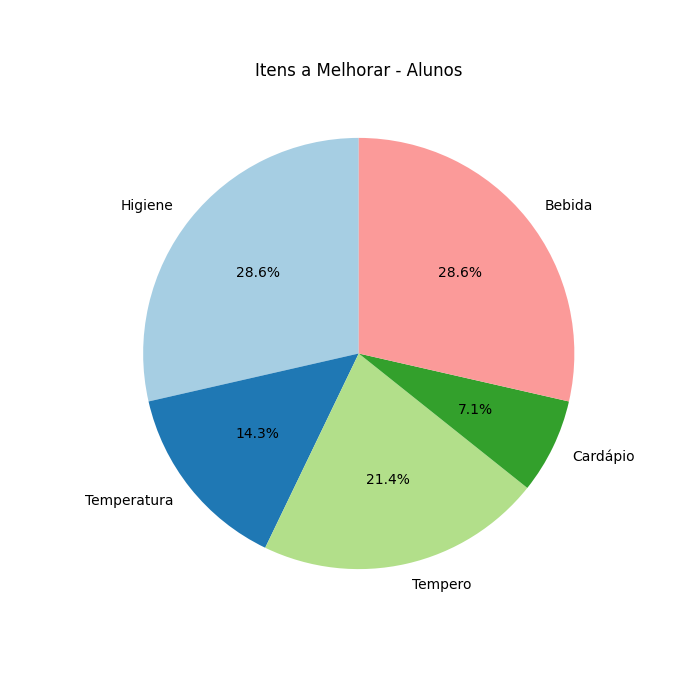 Itens a Melhorar - Alunos
Higiene
Bebida
28.6%
28.6%
7.1%
14.3%
Cardápio
21.4%
Temperatura
Tempero